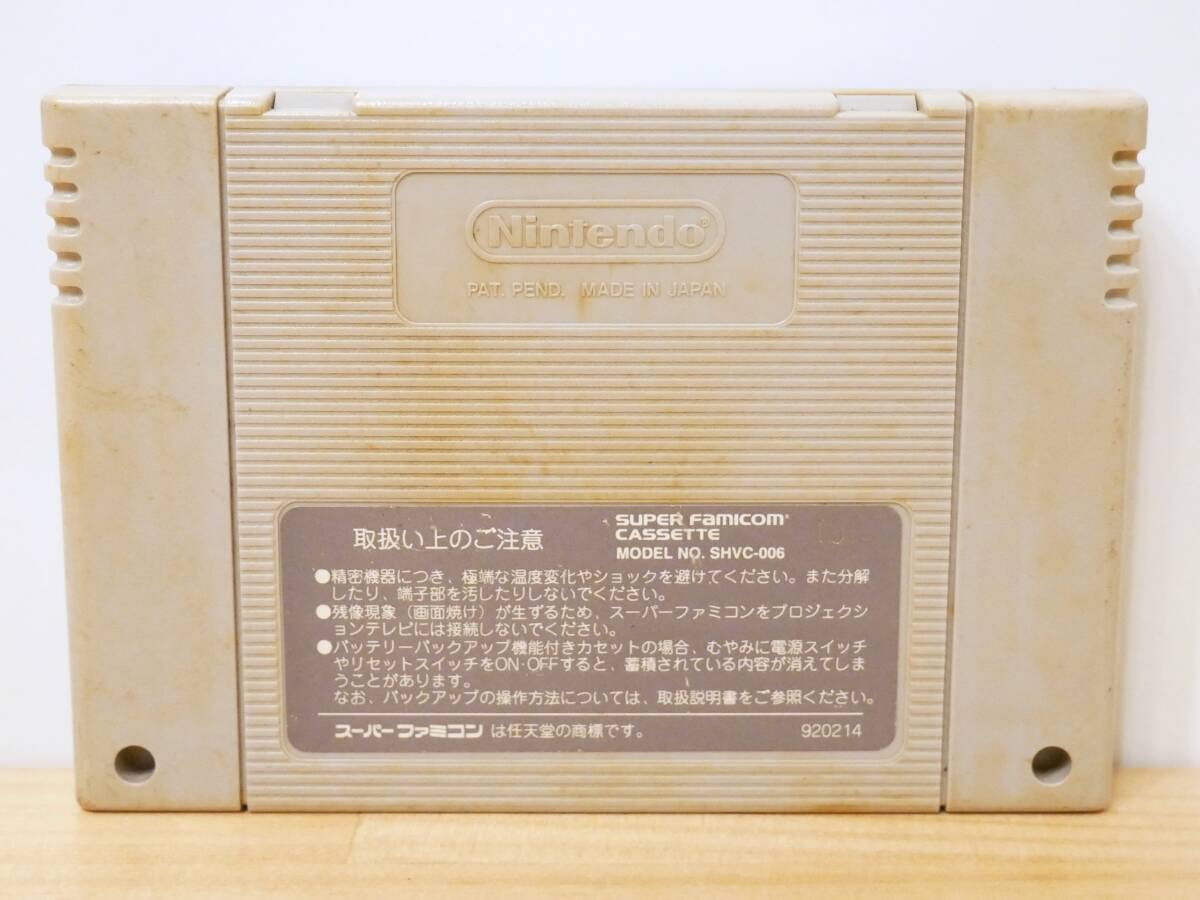 Nintendo®
PAT. PEND. MADE IN JAPAN
取扱い上のご注意
SUPER FAMICOM®
CASSETTE
MODEL NO. SHVC-006
●精密機器につき、極端な温度変化やショックを避けてください。また分解
したり、端子部を汚したりしないでください。
●残像現象（画面焼け）が生ずるため、スーパーファミコンをプロジェクシ
ョンテレビには接続しないでください。
●バッテリーバックアップ機能付きカセットの場合、むやみに電源スイッチ
やリセットスイッチをON・OFFすると、蓄積されている内容が消えてしま
うことがあります。
なお、バックアップの操作方法については、取扱説明書をご参照ください。
スーパーファミコン は任天堂の商標です。 920214